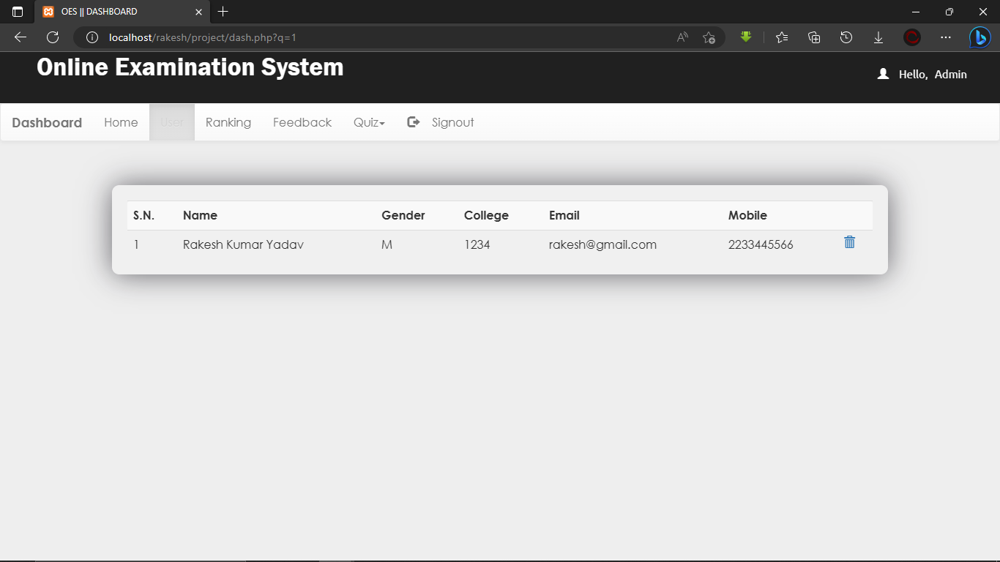 OES || DASHBOARD
localhost/rakesh/project/dash.php?q=1
Online Examination System
Hello, Admin
Dashboard Home User Ranking Feedback Quiz Signout
S.N. Name Gender College Email Mobile
1 Rakesh Kumar Yadav M 1234 rakesh@gmail.com 2233445566